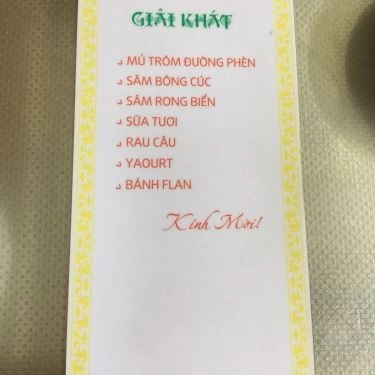 GIẢI KHÁT
MỦ TRÔM ĐƯỜNG PHÈN
SÂM BÔNG CÚC
SÂM RONG BIỂN
SỮA TƯƠI
RAU CÂU
YAOURT
BÁNH FLAN
Kính Mời!